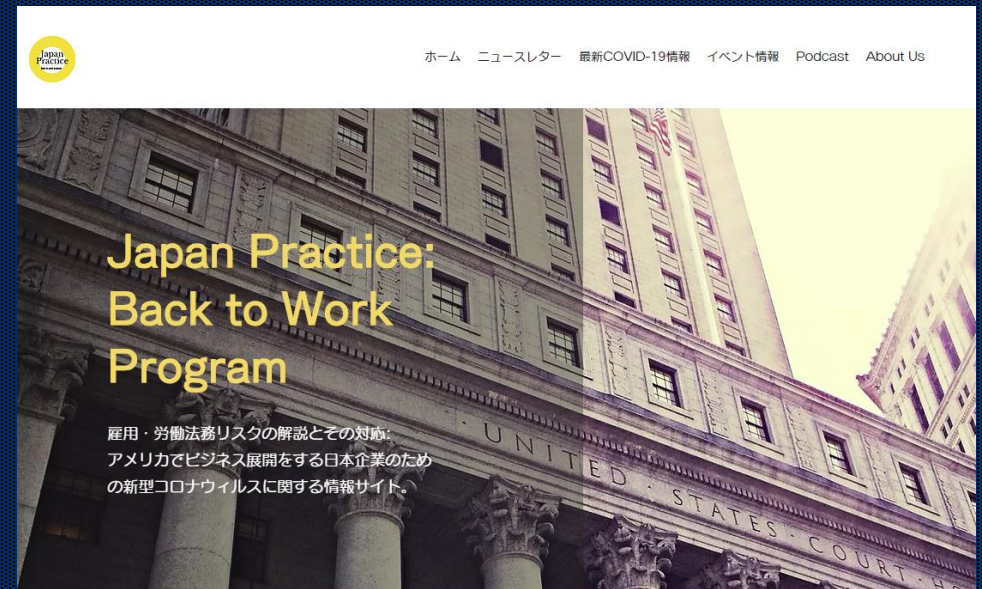 Japan
Practice
ホーム ニュースレター 最新COVID-19情報 イベント情報 Podcast About Us
Japan Practice:
Back to Work
Program
雇用・労働法務リスクの解説とその対応:
アメリカでビジネス展開をする日本企業のため
の新型コロナウィルスに関する情報サイト。
· UNITED · STATES · COURT · HO